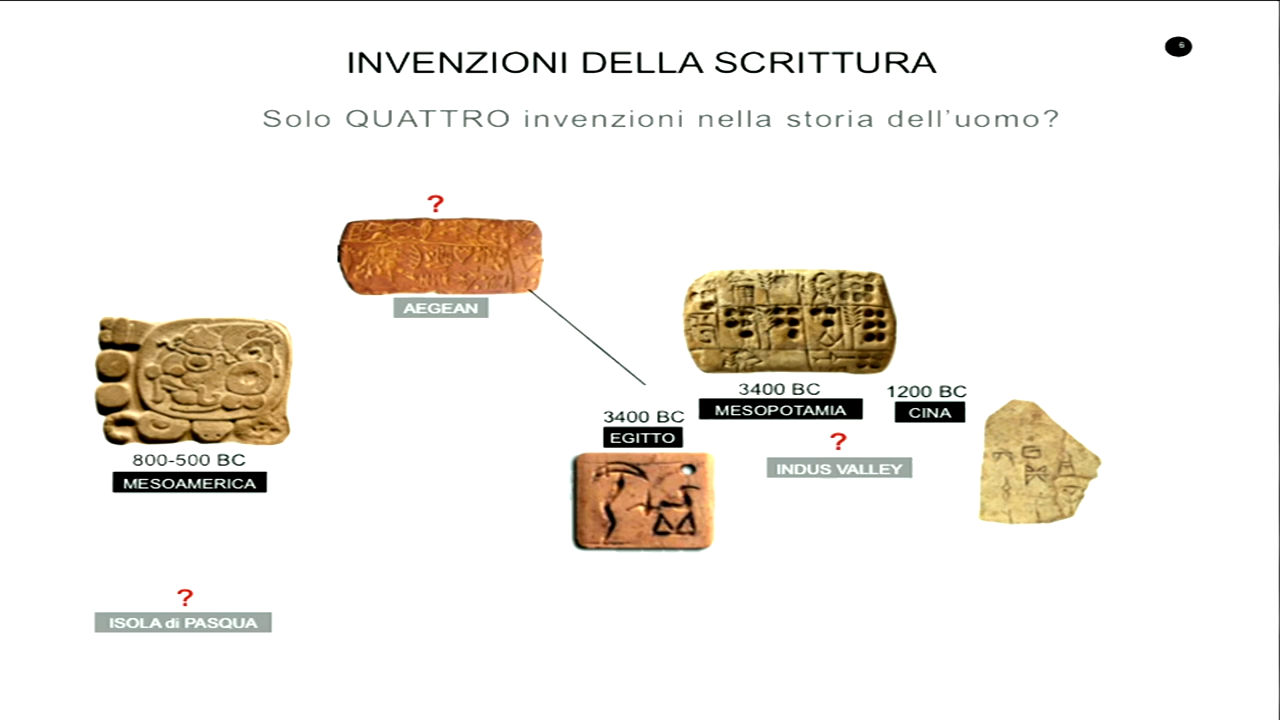 6
INVENZIONI DELLA SCRITTURA
Solo QUATTRO invenzioni nella storia dell'uomo?
?
AEGEAN
3400 BC
MESOPOTAMIA
1200 BC
CINA
3400 BC
EGITTO
?
INDUS VALLEY
800-500 BC
MESOAMERICA
?
ISOLA di PASQUA